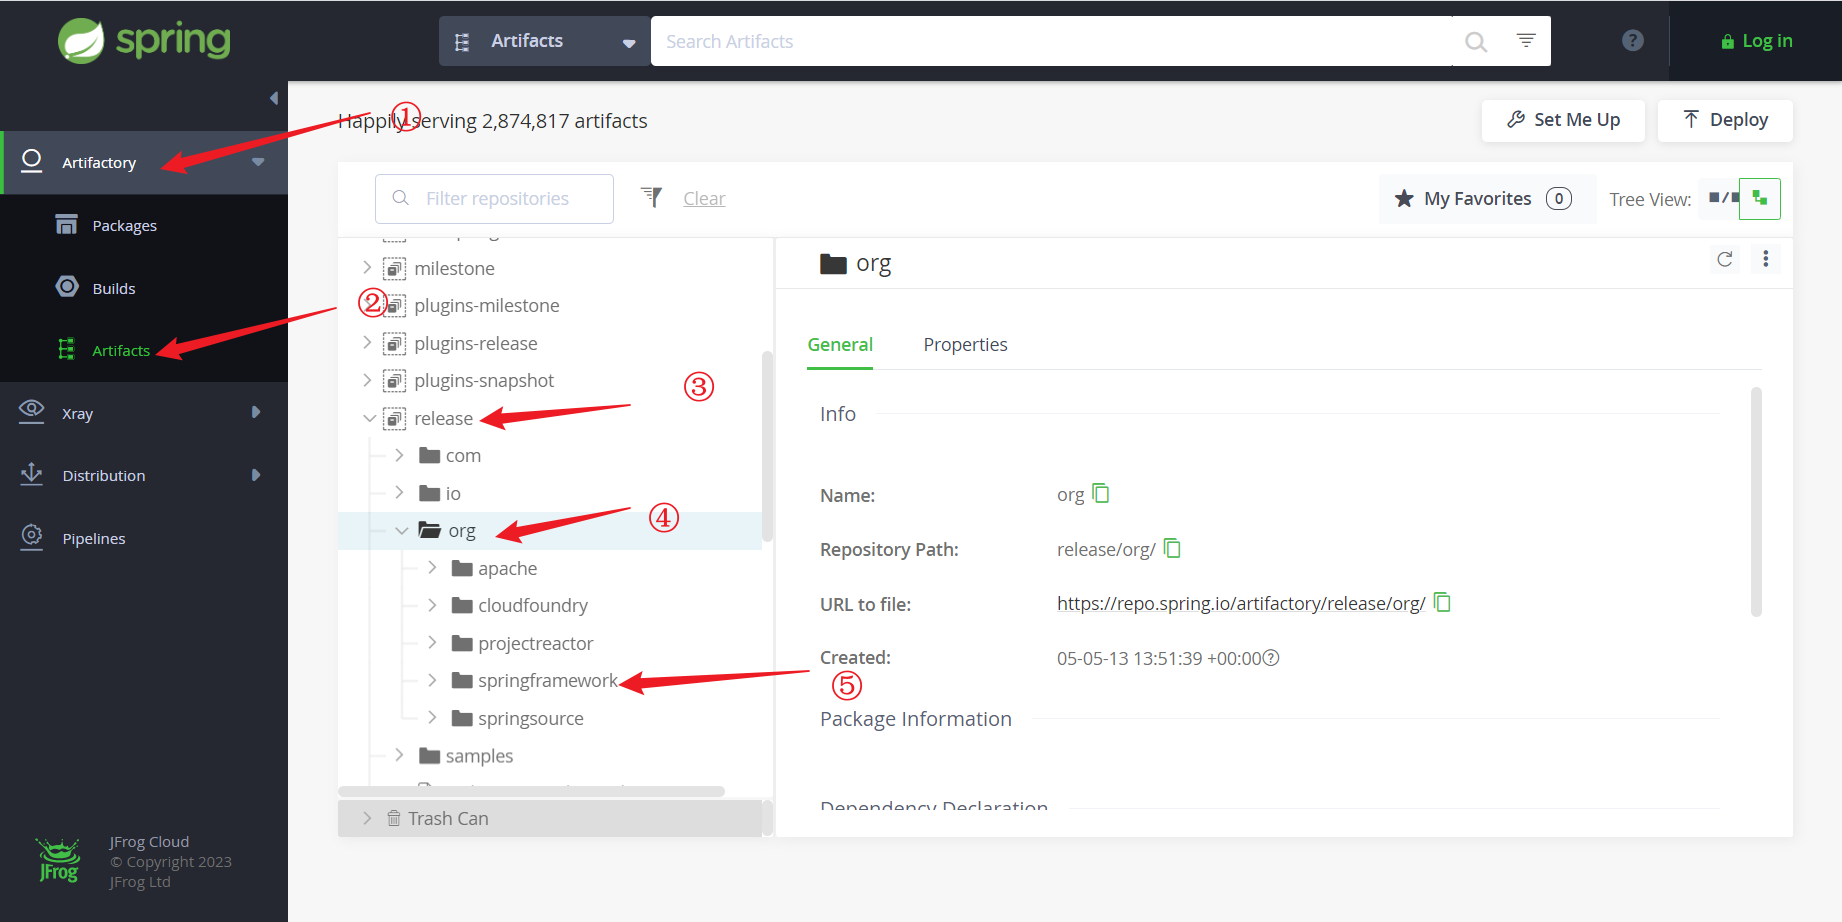 spring
Artifacts
Search Artifacts
Log in
①
Happily serving 2,874,817 artifacts
Set Me Up
Deploy
Artifactory
Packages
Builds
②
Artifacts
Xray
Distribution
Pipelines
JFrog
JFrog Cloud
© Copyright 2023
JFrog Ltd
Filter repositories
Clear
My Favorites 0
Tree View:
milestone
plugins-milestone
plugins-release
plugins-snapshot
③
release
com
io
④
org
apache
cloudfoundry
projectreactor
springframework
⑤
springsource
samples
Trash Can
org
General
Properties
Info
Name: org
Repository Path: release/org/
URL to file: https://repo.spring.io/artifactory/release/org/
Created: 05-05-13 13:51:39 +00:00
Package Information
Dependency Declaration